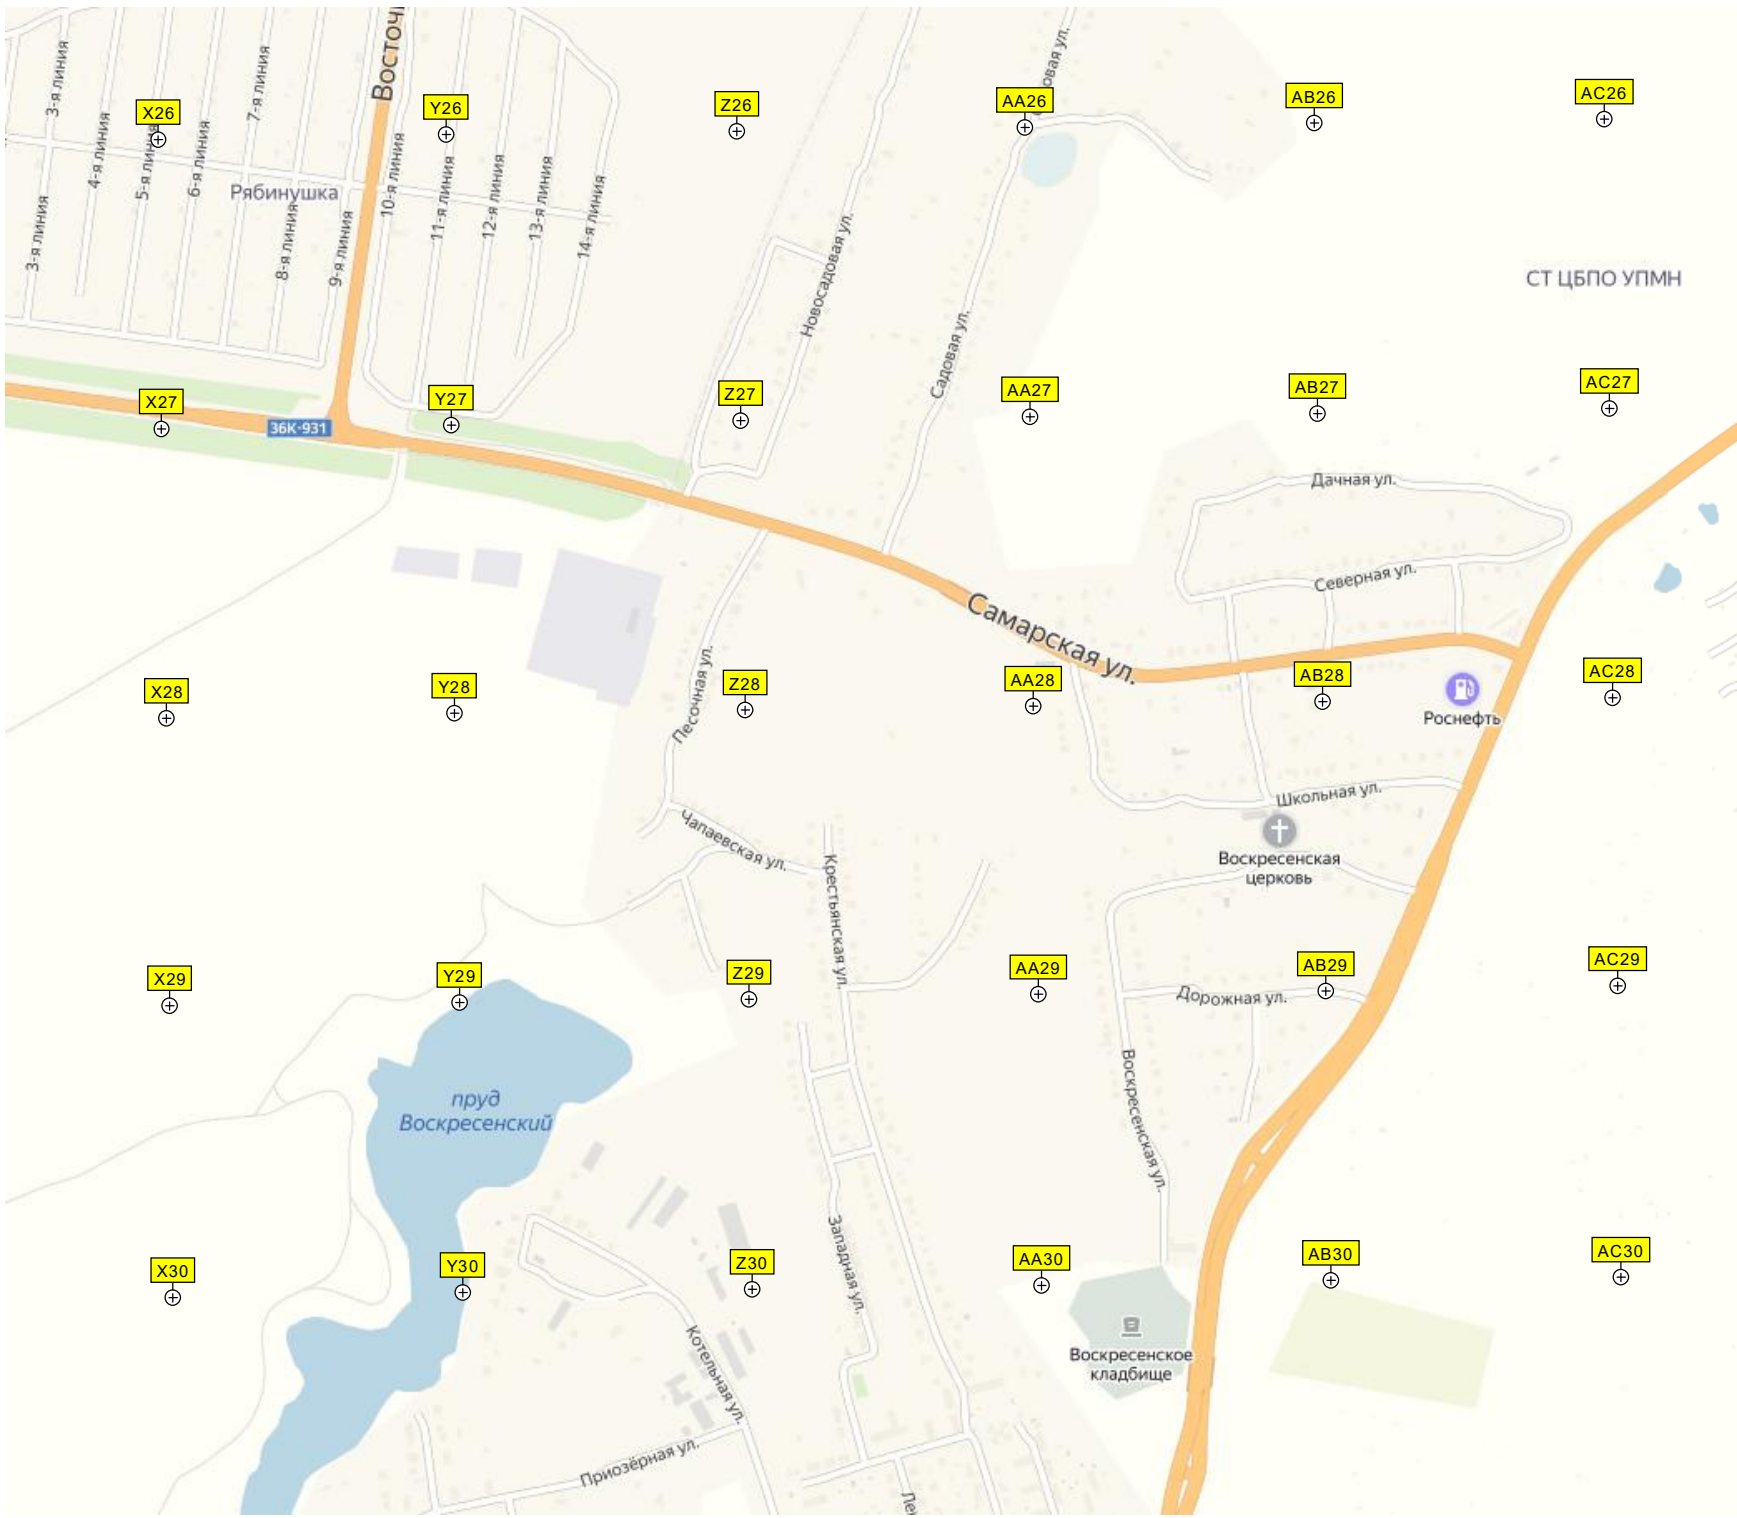 Восточн
овая ул.
3-я линия
4-я линия
5-я линия
6-я линия
7-я линия
X26
Y26
Z26
AA26
AB26
AC26
Рябинушка
3-я линия
8-я линия
9-я линия
10-я линия
11-я линия
12-я линия
13-я линия
14-я линия
Новосадовая ул.
Садовая ул.
СТ ЦБПО УПМН
X27
36К-931
Y27
Z27
AA27
AB27
AC27
Дачная ул.
Северная ул.
Самарская ул.
Песочная ул.
X28
Y28
Z28
AA28
AB28
AC28
Роснефть
Школьная ул.
Чапаевская ул.
Крестьянская ул.
Воскресенская
церковь
X29
Y29
Z29
AA29
AB29
AC29
Дорожная ул.
пруд
Воскресенский
Воскресенская ул.
Западная ул.
X30
Y30
Z30
AA30
AB30
AC30
Котельная ул.
Воскресенское
кладбище
Приозёрная ул.
Лен